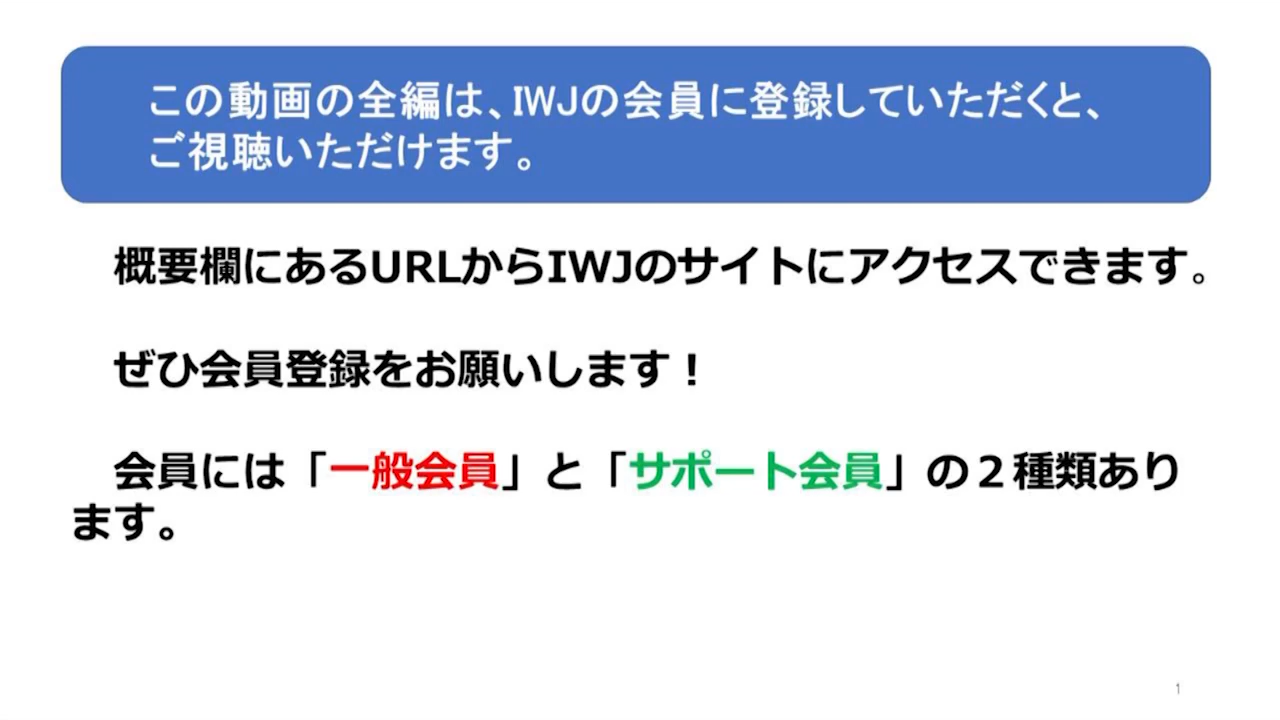 この動画の全編は、IWJの会員に登録していただくと、
ご視聴いただけます。
概要欄にあるURLからIWJのサイトにアクセスできます。
ぜひ会員登録をお願いします！
会員には「一般会員」と「サポート会員」の２種類あり
ます。
1